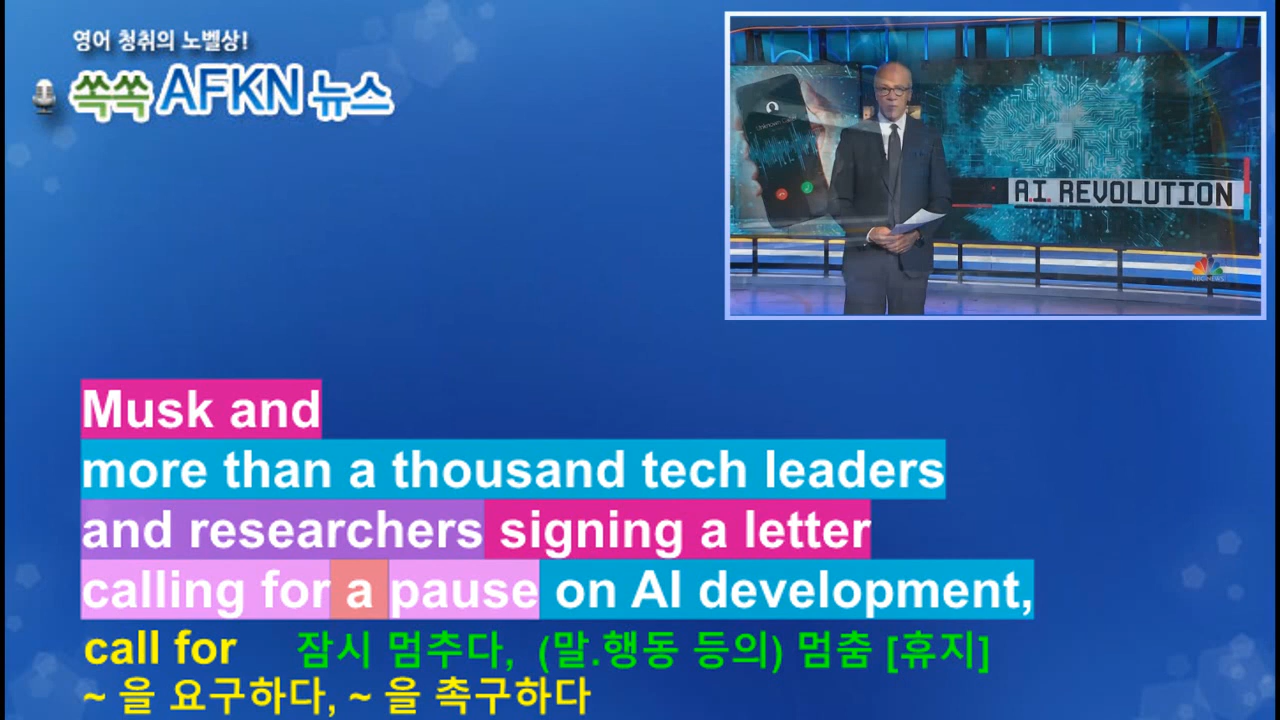 영어 청취의 노벨상!
쏙쏙 AFKN 뉴스
A.I. REVOLUTION
NBC NEWS
Musk and
more than a thousand tech leaders
and researchers signing a letter
calling for a pause on AI development,
call for 잠시 멈추다, (말.행동 등의) 멈춤 [휴지]
~ 을 요구하다, ~ 을 촉구하다